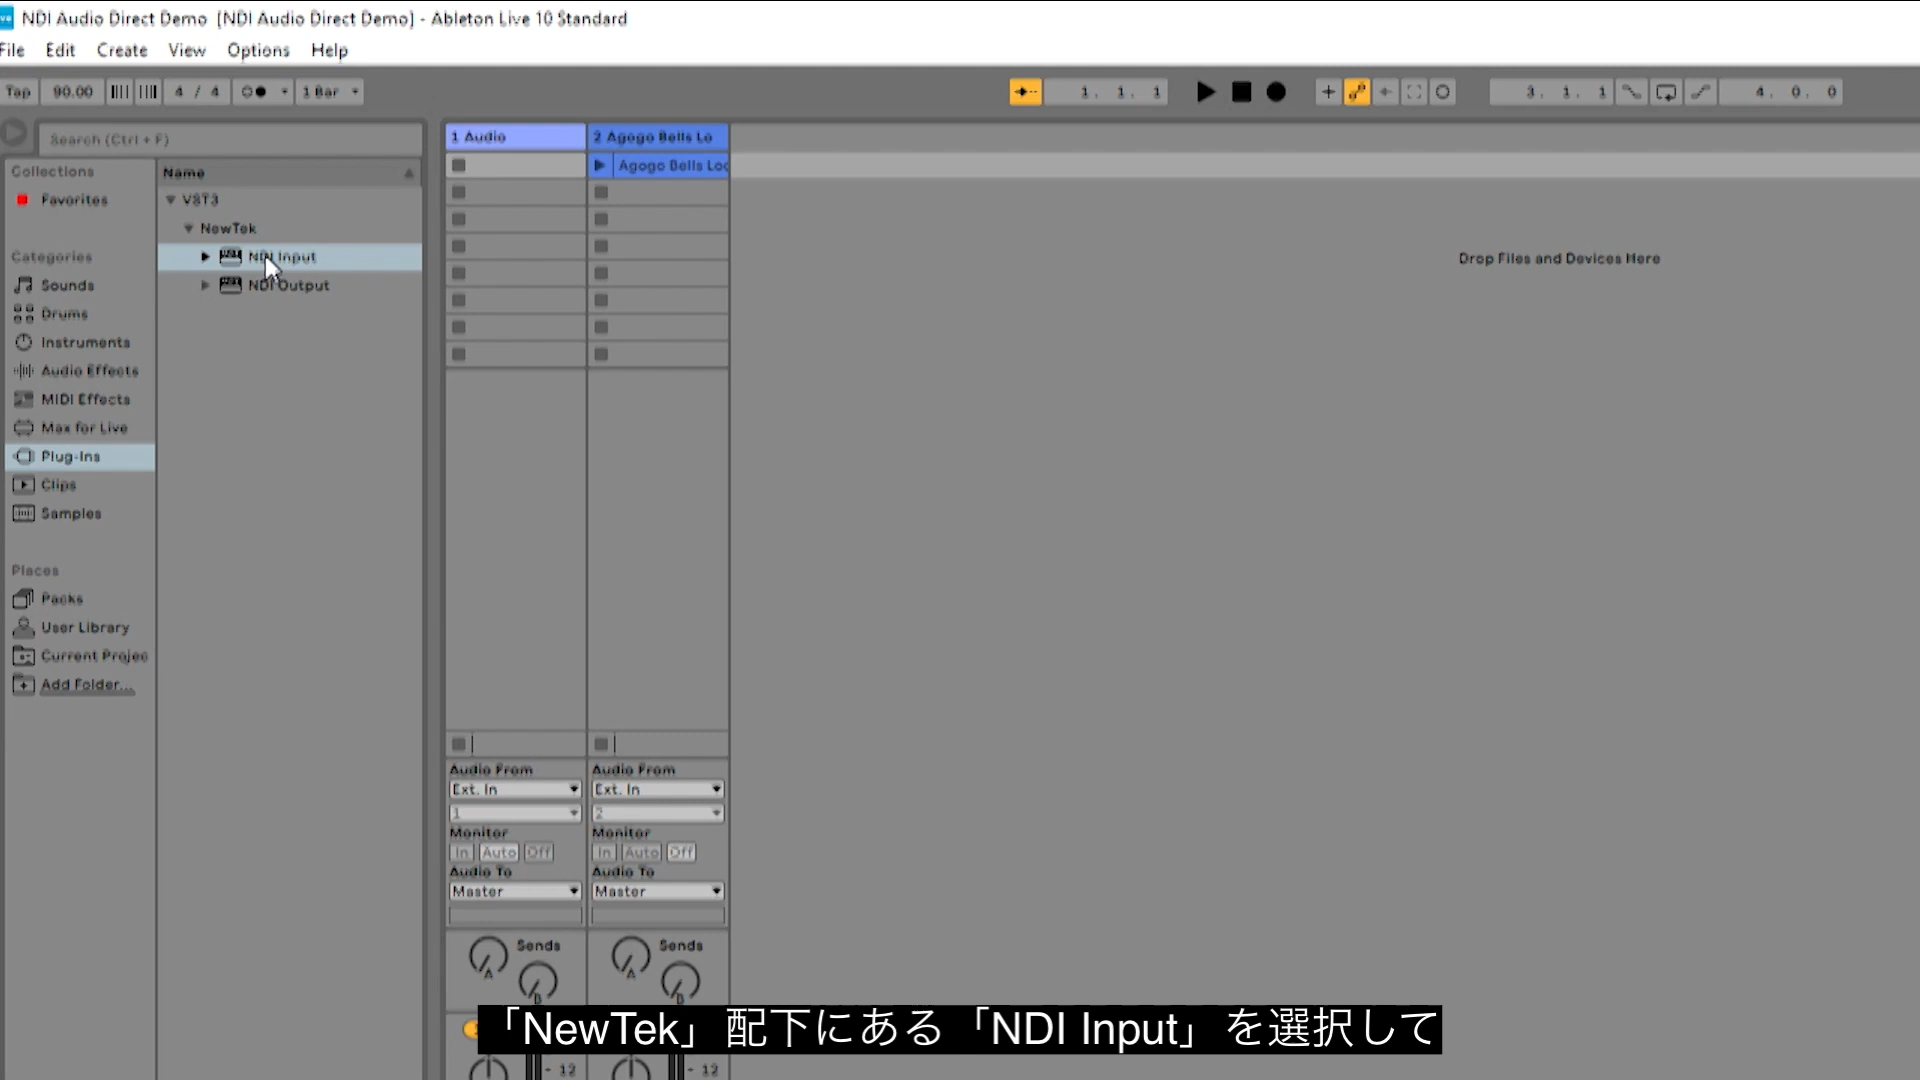 NDI Audio Direct Demo [NDI Audio Direct Demo] - Ableton Live 10 Standard
File Edit Create View Options Help
Tap 90.00 4 / 4 1 Bar 1. 1. 1 3. 1. 1 4. 0. 0
Search (Ctrl + F)
Collections
Favorites
Categories
Sounds
Drums
Instruments
Audio Effects
MIDI Effects
Max for Live
Plug-Ins
Clips
Samples
Places
Packs
User Library
Current Projec
Add Folder...
Name
VST3
NewTek
NDI Input
NDI Output
1 Audio
2 Agogo Bells Lo
Agogo Bells Loo
Drop Files and Devices Here
Audio From
Ext. In
1
Monitor
In Auto Off
Audio To
Master
Sends
A
B
-12
Audio From
Ext. In
2
Monitor
In Auto Off
Audio To
Master
Sends
A
B
-12
「NewTek」配下にある「NDI Input」を選択して